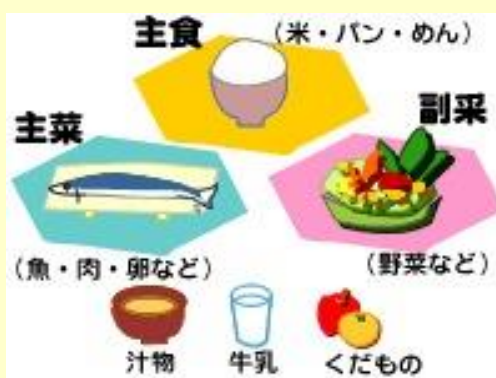 主食
(米・パン・めん)
主菜
副采
(魚・肉・卵など)
(野菜など)
汁物
牛乳
くだもの